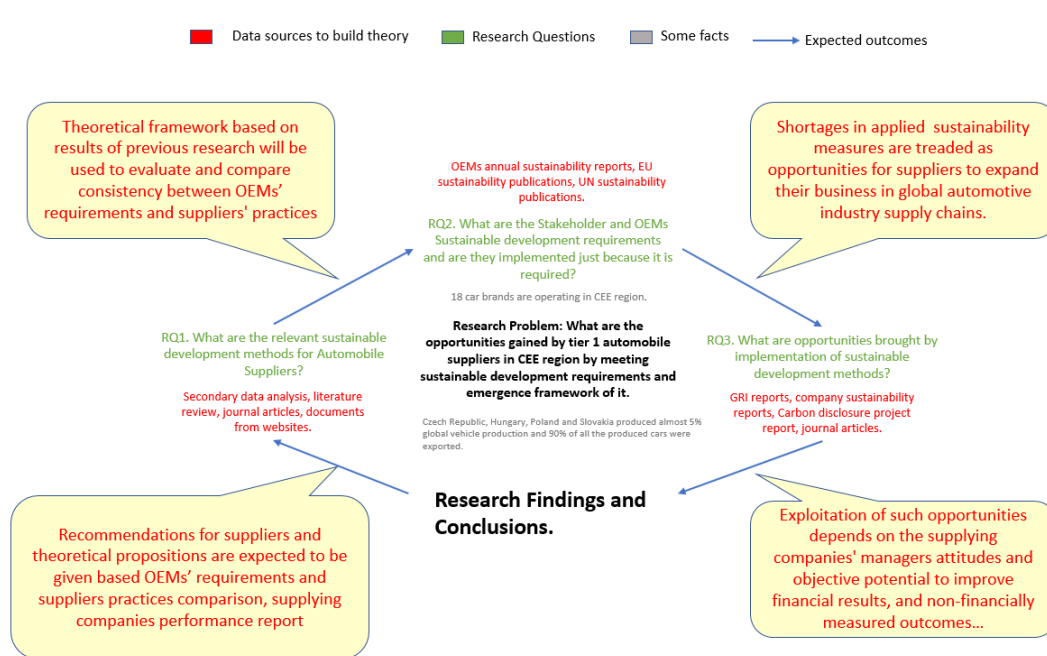 Data sources to build theory
Research Questions
Some facts
Expected outcomes
Theoretical framework based on
results of previous research will be
used to evaluate and compare
consistency between OEMs'
requirements and suppliers' practices
Shortages in applied sustainability
measures are treaded as
opportunities for suppliers to expand
their business in global automotive
industry supply chains.
OEMs annual sustainability reports, EU
sustainability publications, UN sustainability
publications.
RQ2. What are the Stakeholder and OEMs
Sustainable development requirements
and are they implemented just because it is
required?
18 car brands are operating in CEE region.
RQ1. What are the relevant sustainable
development methods for Automobile
Suppliers?
Secondary data analysis, literature
review, journal articles, documents
from websites.
Research Problem: What are the
opportunities gained by tier 1 automobile
suppliers in CEE region by meeting
sustainable development requirements and
emergence framework of it.
Czech Republic, Hungary, Poland and Slovakia produced almost 5%
global vehicle production and 90% of all the produced cars were
exported.
RQ3. What are opportunities brought by
implementation of sustainable
development methods?
GRI reports, company sustainability
reports, Carbon disclosure project
report, journal articles.
Research Findings and
Conclusions.
Recommendations for suppliers and
theoretical propositions are expected to be
given based OEMs' requirements and
suppliers practices comparison, supplying
companies performance report
Exploitation of such opportunities
depends on the supplying
companies' managers attitudes and
objective potential to improve
financial results, and non-financially
measured outcomes...